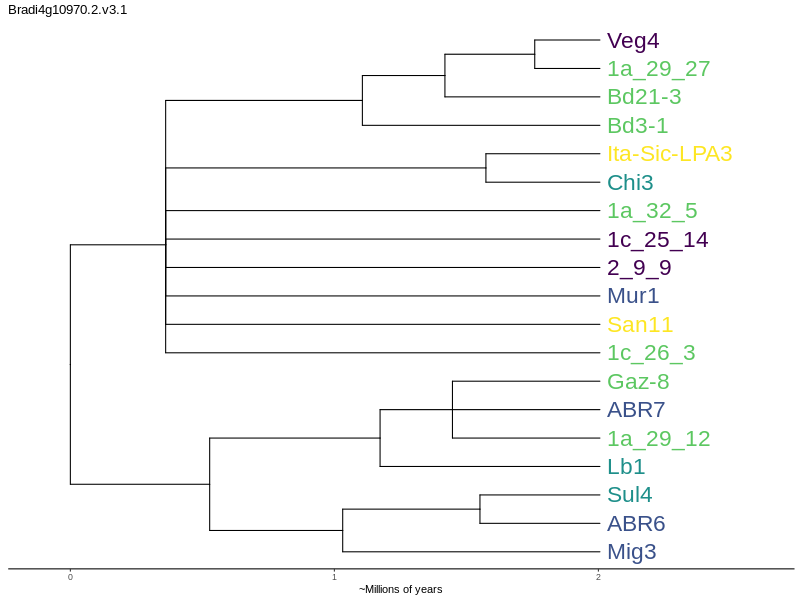 Bradi4g10970.2.v3.1
Veg4
1a_29_27
Bd21-3
Bd3-1
Ita-Sic-LPA3
Chi3
1a_32_5
1c_25_14
2_9_9
Mur1
San11
1c_26_3
Gaz-8
ABR7
1a_29_12
Lb1
Sul4
ABR6
Mig3
0 1 2
~Millions of years